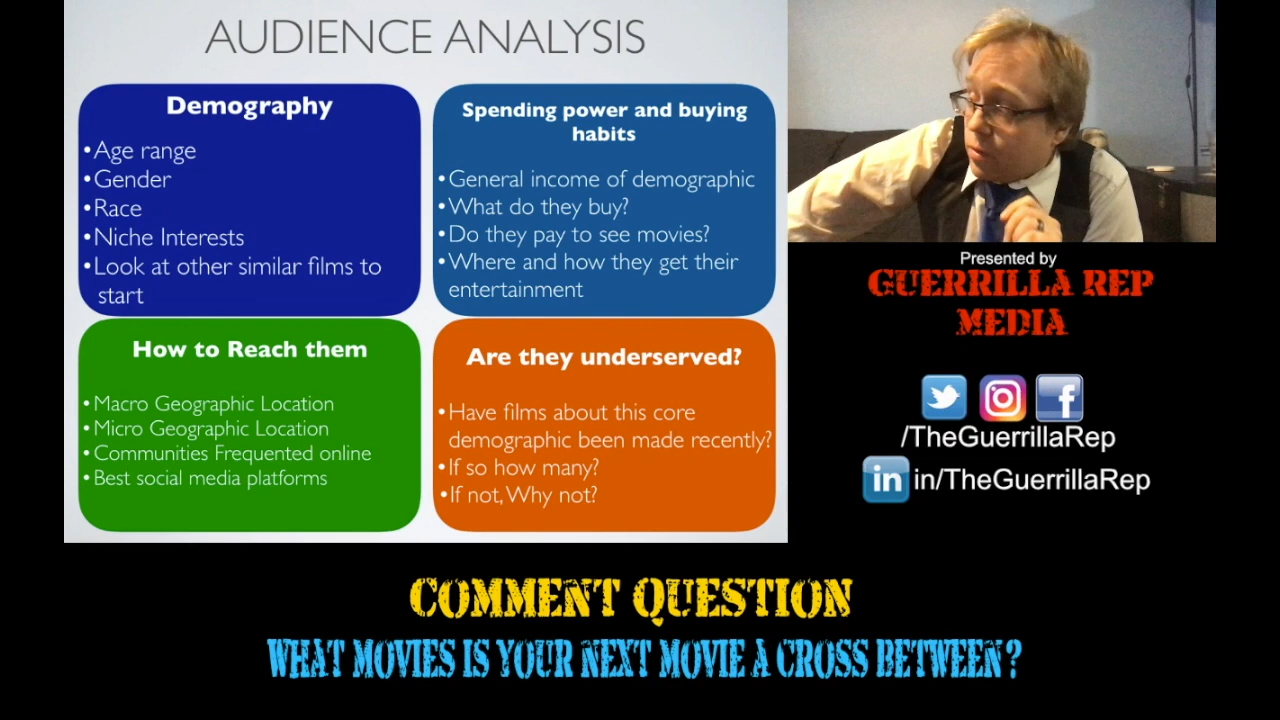 AUDIENCE ANALYSIS
Demography
•Age range
•Gender
•Race
•Niche Interests
•Look at other similar films to
start
Spending power and buying
habits
•General income of demographic
•What do they buy?
•Do they pay to see movies?
•Where and how they get their
entertainment
How to Reach them
•Macro Geographic Location
•Micro Geographic Location
•Communities Frequented online
•Best social media platforms
Are they underserved?
•Have films about this core
demographic been made recently?
•If so how many?
•If not, Why not?
Presented by
GUERRILLA REP
MEDIA
/TheGuerrillaRep
in in/TheGuerrillaRep
COMMENT QUESTION
WHAT MOVIES IS YOUR NEXT MOVIE A CROSS BETWEEN?